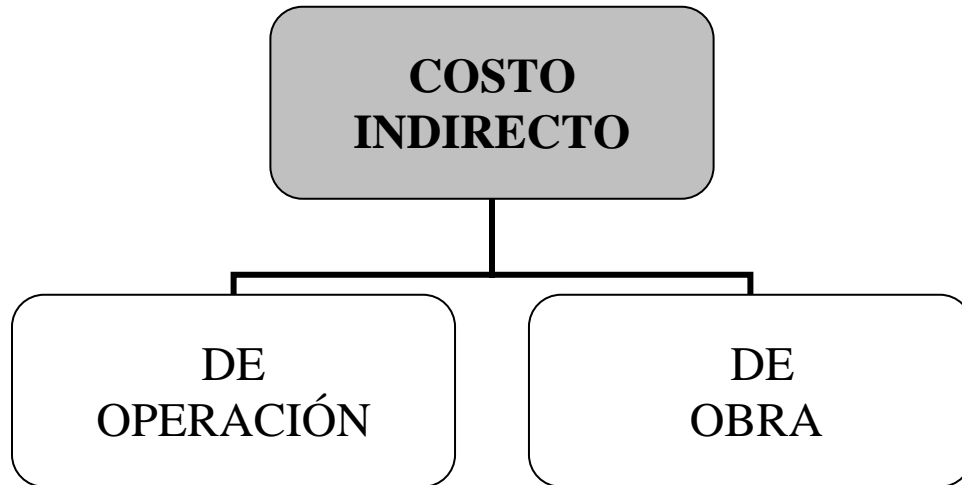 COSTO
INDIRECTO
DE
OPERACIÓN
DE
OBRA